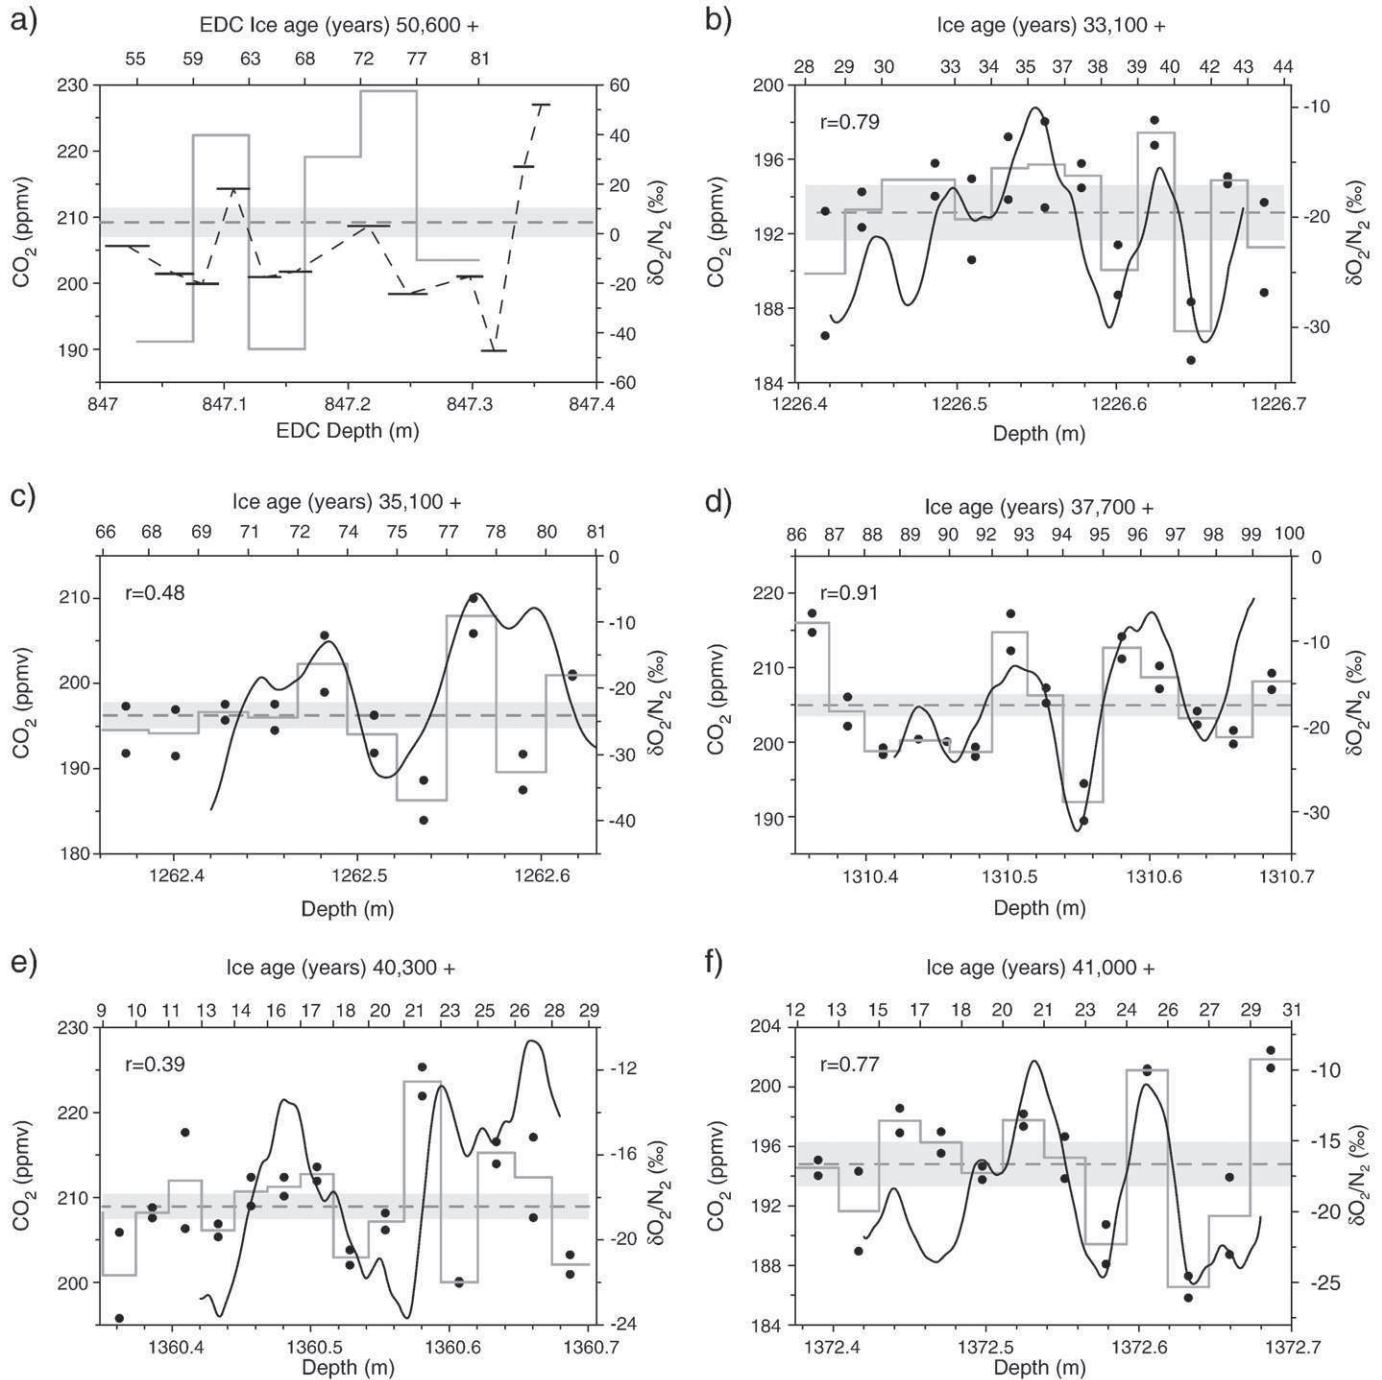 a)
EDC Ice age (years) 50,600 +
55 59 63 68 72 77 81
230 220 210 200 190
CO2 (ppmv)
60 40 20 0 -20 -40 -60
δO2/N2 (‰)
847 847.1 847.2 847.3 847.4
EDC Depth (m)
b)
Ice age (years) 33,100 +
28 29 30 33 34 35 37 38 39 40 42 43 44
r=0.79
200 196 192 188 184
CO2 (ppmv)
-10 -20 -30
δO2/N2 (‰)
1226.4 1226.5 1226.6 1226.7
Depth (m)
c)
Ice age (years) 35,100 +
66 68 69 71 72 74 75 77 78 80 81
r=0.48
210 200 190 180
CO2 (ppmv)
0 -10 -20 -30 -40
δO2/N2 (‰)
1262.4 1262.5 1262.6
Depth (m)
d)
Ice age (years) 37,700 +
86 87 88 89 90 92 93 94 95 96 97 98 99 100
r=0.91
220 210 200 190
CO2 (ppmv)
0 -10 -20 -30
δO2/N2 (‰)
1310.4 1310.5 1310.6 1310.7
Depth (m)
e)
Ice age (years) 40,300 +
9 10 11 13 14 16 17 18 20 21 23 25 26 28 29
r=0.39
230 220 210 200
CO2 (ppmv)
-12 -16 -20 -24
δO2/N2 (‰)
1360.4 1360.5 1360.6 1360.7
Depth (m)
f)
Ice age (years) 41,000 +
12 13 15 17 18 20 21 23 24 26 27 29 31
r=0.77
204 200 196 192 188 184
CO2 (ppmv)
-10 -15 -20 -25
δO2/N2 (‰)
1372.4 1372.5 1372.6 1372.7
Depth (m)